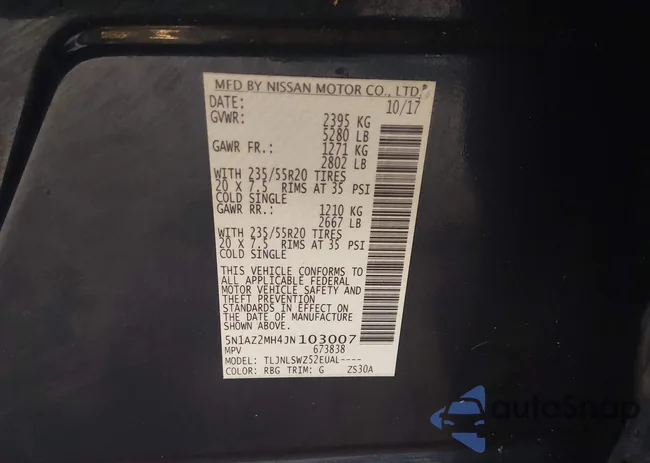 MFD BY NISSAN MOTOR CO., LTD.
DATE: 10/17
GVWR: 2395 KG
5280 LB
GAWR FR.: 1271 KG
2802 LB
WITH 235/55R20 TIRES
20 X 7.5 RIMS AT 35 PSI
COLD SINGLE
GAWR RR.: 1210 KG
2667 LB
WITH 235/55R20 TIRES
20 X 7.5 RIMS AT 35 PSI
COLD SINGLE
THIS VEHICLE CONFORMS TO
ALL APPLICABLE FEDERAL
MOTOR VEHICLE SAFETY AND
THEFT PREVENTION
STANDARDS IN EFFECT ON
THE DATE OF MANUFACTURE
SHOWN ABOVE.
5N1AZ2MH4JN103007
MPV 673838
MODEL: TLJNLSWZ52EUAL----
COLOR: RBG TRIM: G ZS30A
autoSnap